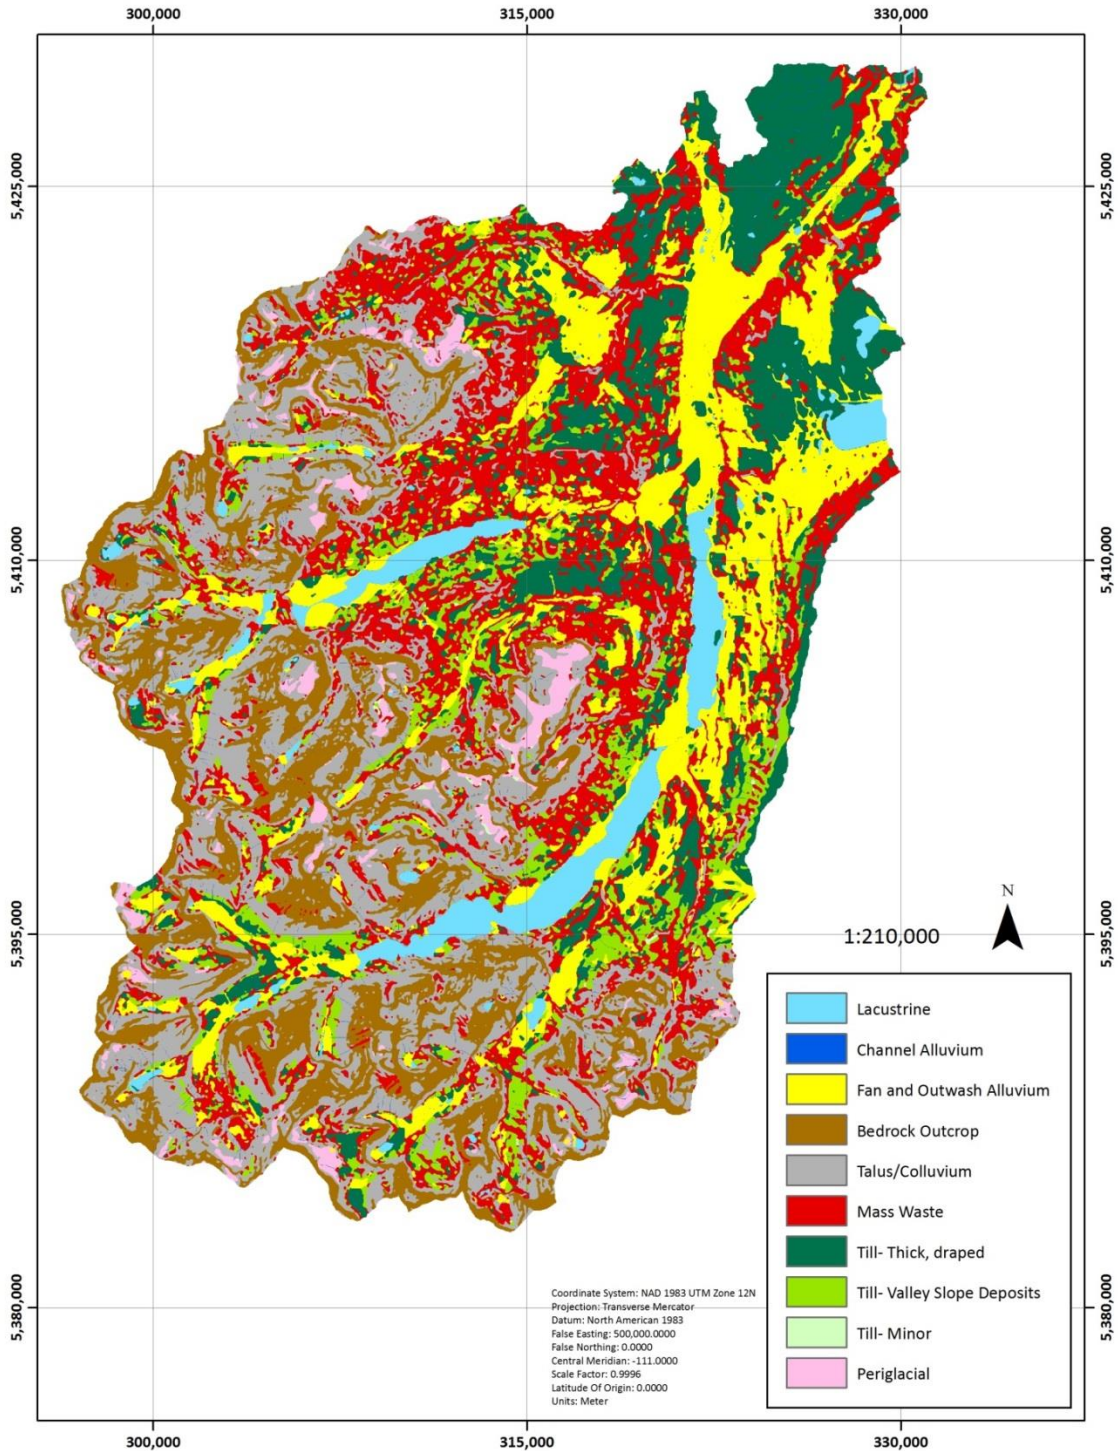 300,000 315,000 330,000
5,425,000 5,425,000
5,410,000 5,410,000
5,395,000 5,395,000
N
1:210,000
Lacustrine
Channel Alluvium
Fan and Outwash Alluvium
Bedrock Outcrop
Talus/Colluvium
Mass Waste
Till- Thick, draped
Till- Valley Slope Deposits
Till- Minor
Periglacial
Coordinate System: NAD 1983 UTM Zone 12N
Projection: Transverse Mercator
Datum: North American 1983
False Easting: 500,000.0000
False Northing: 0.0000
Central Meridian: -111.0000
Scale Factor: 0.9996
Latitude Of Origin: 0.0000
Units: Meter
5,380,000 5,380,000
300,000 315,000 330,000